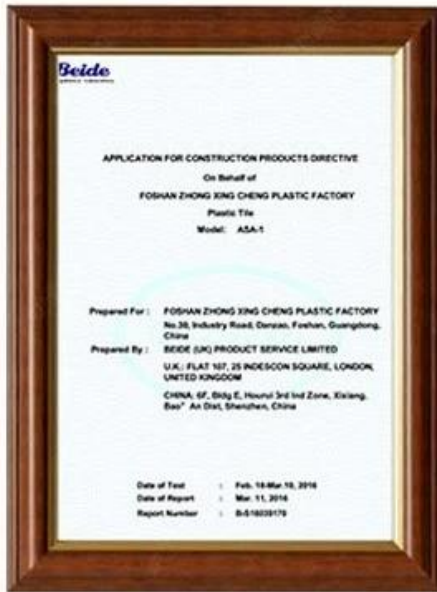 Beide
APPLICATION FOR CONSTRUCTION PRODUCTS DIRECTIVE
On Behalf of
FOSHAN ZHONG XING CHENG PLASTIC FACTORY
Plastic Tile
Model: ASA-1
Prepared For : FOSHAN ZHONG XING CHENG PLASTIC FACTORY
No.30, Industry Road, Danzao, Foshan, Guangdong,
China
Prepared By : BEIDE (UK) PRODUCT SERVICE LIMITED
U.K.: FLAT 107, 25 INDESCON SQUARE, LONDON,
UNITED KINGDOM
CHINA: 6F, Bldg E, Hourui 3rd Ind Zone, Xixiang,
Bao" An Dist, Shenzhen, China
Date of Test : Feb. 18-Mar.10, 2016
Date of Report : Mar. 11, 2016
Report Number :